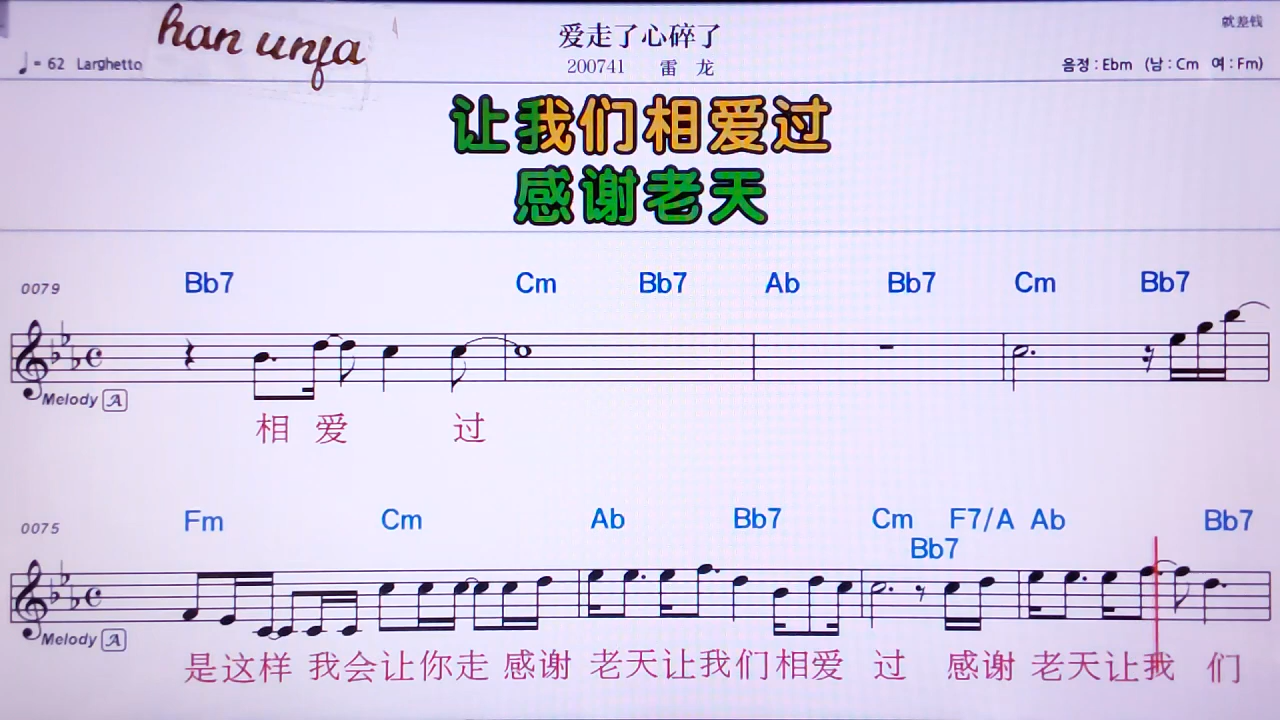 han unfa
爱走了心碎了
就差钱
♩= 62 Larghetto
200741 雷 龙
음정 : Ebm (남 : Cm 여 : Fm)
让我们相爱过
感谢老天
0079 Bb7 Cm Bb7 Ab Bb7 Cm Bb7
Melody A
相 爱 过
0075 Fm Cm Ab Bb7 Cm F7/A Ab Bb7
Bb7
Melody A
是这样 我会让你走 感谢 老天让我们相爱 过 感谢 老天让我 们